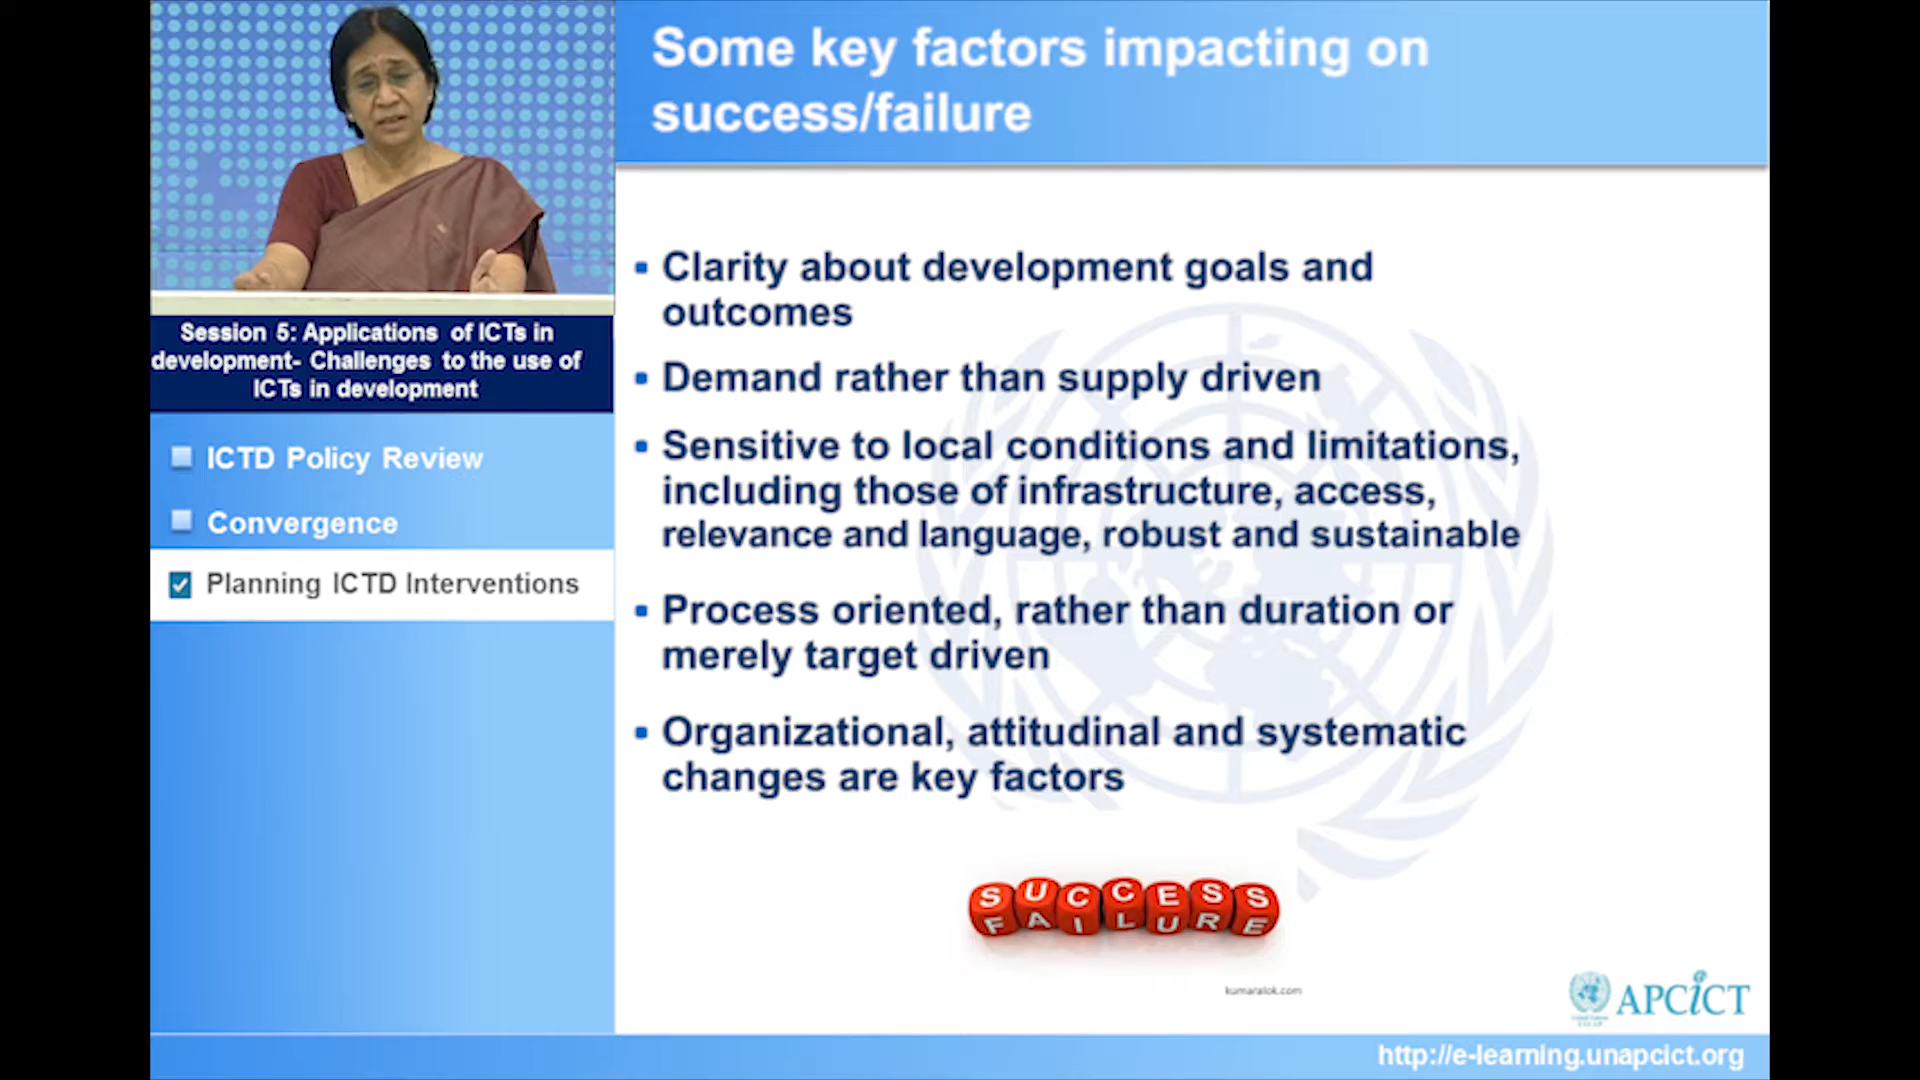 Some key factors impacting on
success/failure
Session 5: Applications of ICTs in
development- Challenges to the use of
ICTs in development
ICTD Policy Review
Convergence
Planning ICTD Interventions
Clarity about development goals and
outcomes
Demand rather than supply driven
Sensitive to local conditions and limitations,
including those of infrastructure, access,
relevance and language, robust and sustainable
Process oriented, rather than duration or
merely target driven
Organizational, attitudinal and systematic
changes are key factors
SUCCESS
FAILURE
kumaralok.com
APCICT
http://e-learning.unapcict.org